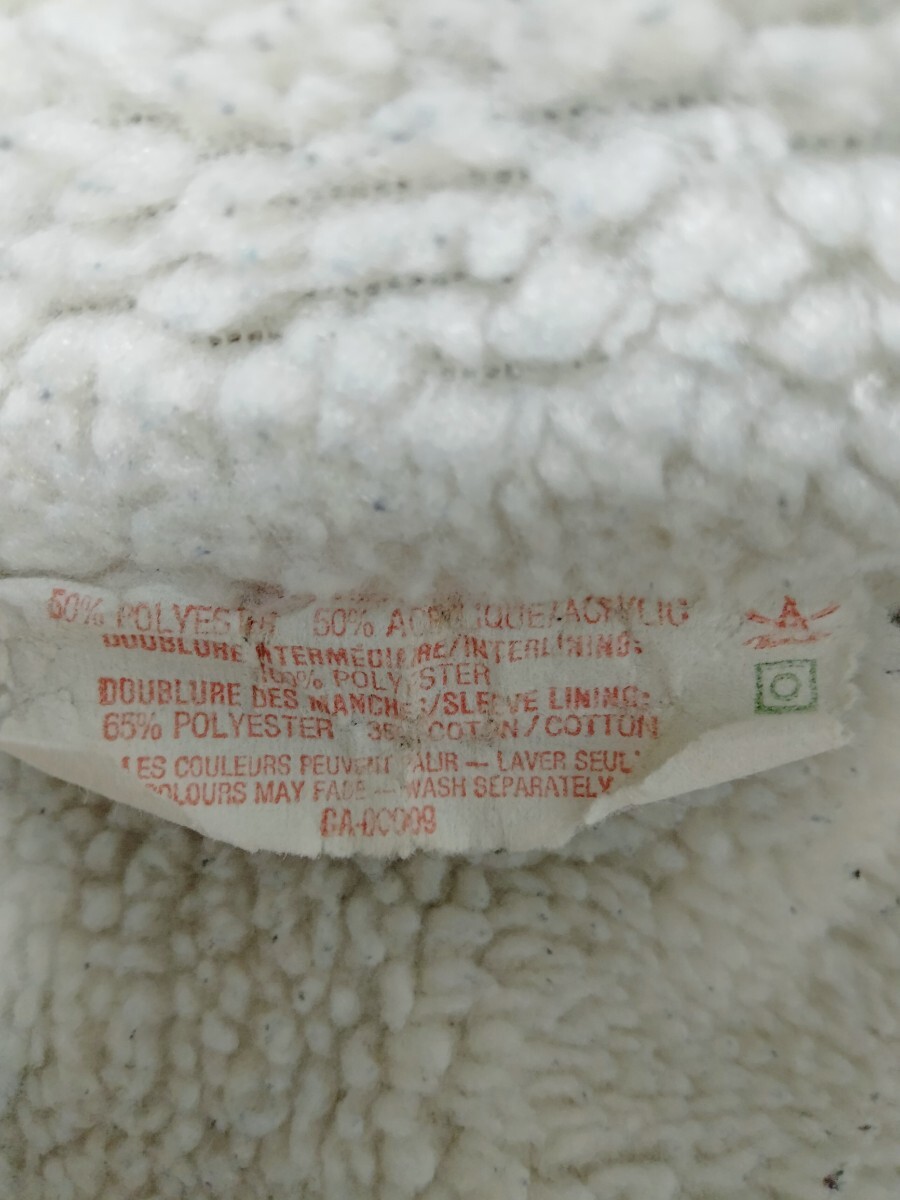 50% POLYESTER 50% ACRYLIQUE/ACRYLIC
DOUBLURE INTERMÉDIAIRE/INTERLINING:
100% POLYESTER
DOUBLURE DES MANCHES/SLEEVE LINING:
65% POLYESTER 35% COTON/COTTON
LES COULEURS PEUVENT PALIR — LAVER SEUL
COLOURS MAY FADE — WASH SEPARATELY
CA-00009